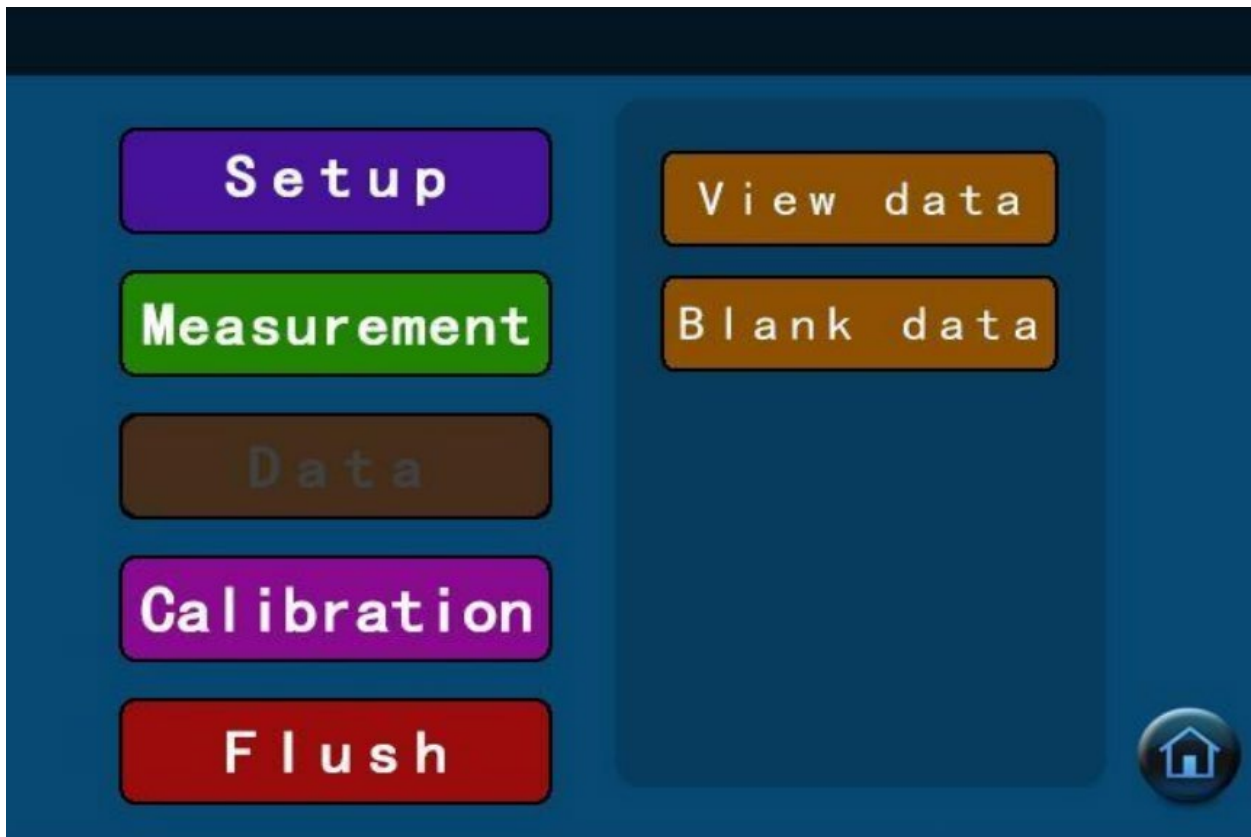 Setup
Measurement
Data
Calibration
Flush
View data
Blank data